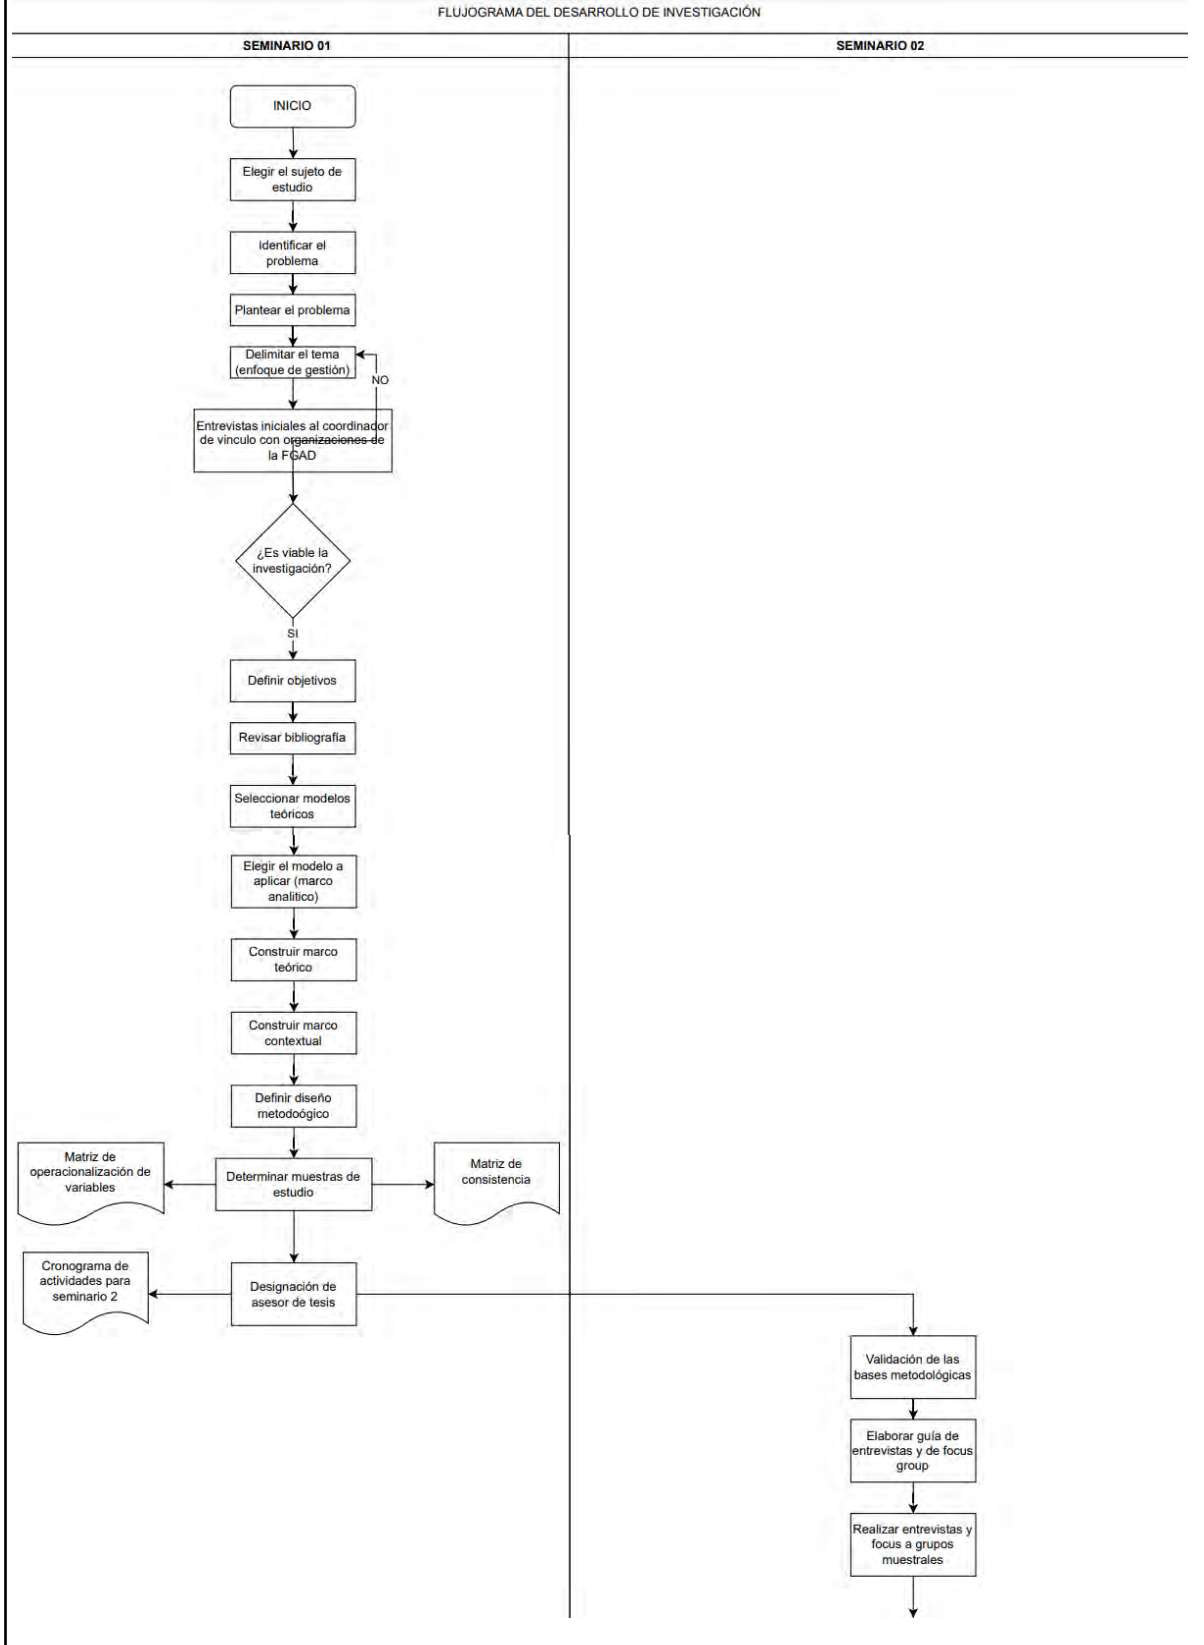 FLUJOGRAMA DEL DESARROLLO DE INVESTIGACIÓN
SEMINARIO 01
SEMINARIO 02
INICIO
Elegir el sujeto de
estudio
Identificar el
problema
Plantear el problema
Delimitar el tema
(enfoque de gestión)
NO
Entrevistas iniciales al coordinador
de vinculo con organizaciones de
la FGAD
¿Es viable la
investigación?
SI
Definir objetivos
Revisar bibliografia
Seleccionar modelos
teóricos
Elegir el modelo a
aplicar (marco
analitico)
Construir marco
teórico
Construir marco
contextual
Definir diseño
metodoógico
Matriz de
operacionalización de
variables
Determinar muestras de
estudio
Matriz de
consistencia
Cronograma de
actividades para
seminario 2
Designación de
asesor de tesis
Validación de las
bases metodológicas
Elaborar guía de
entrevistas y de focus
group
Realizar entrevistas y
focus a grupos
muestrales